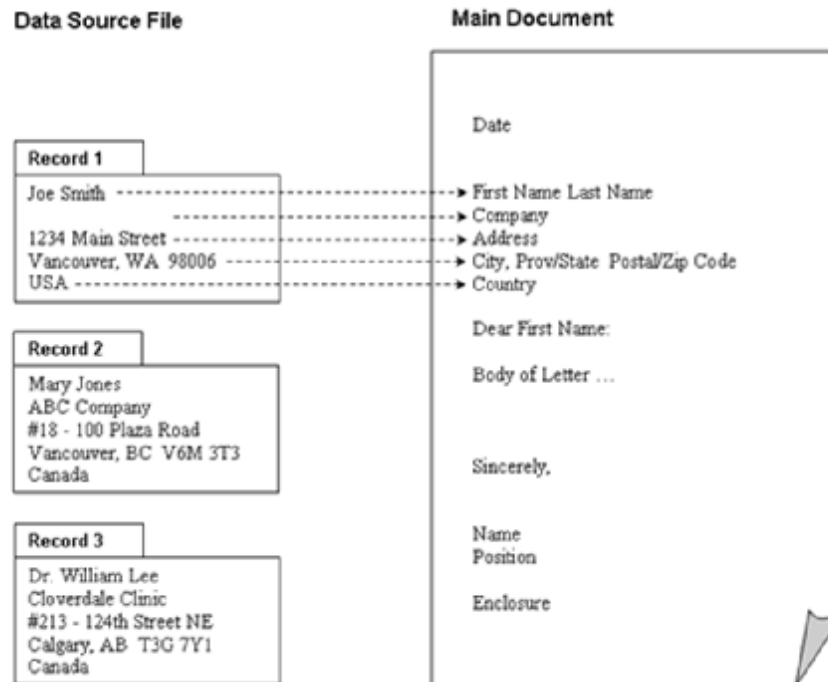 Data Source File
Main Document
Record 1
Joe Smith
1234 Main Street
Vancouver, WA 98006
USA
Record 2
Mary Jones
ABC Company
#18 - 100 Plaza Road
Vancouver, BC V6M 3T3
Canada
Record 3
Dr. William Lee
Cloverdale Clinic
#213 - 124th Street NE
Calgary, AB T3G 7Y1
Canada
Date
First Name Last Name
Company
Address
City, Prov/State Postal/Zip Code
Country
Dear First Name:
Body of Letter ...
Sincerely,
Name
Position
Enclosure